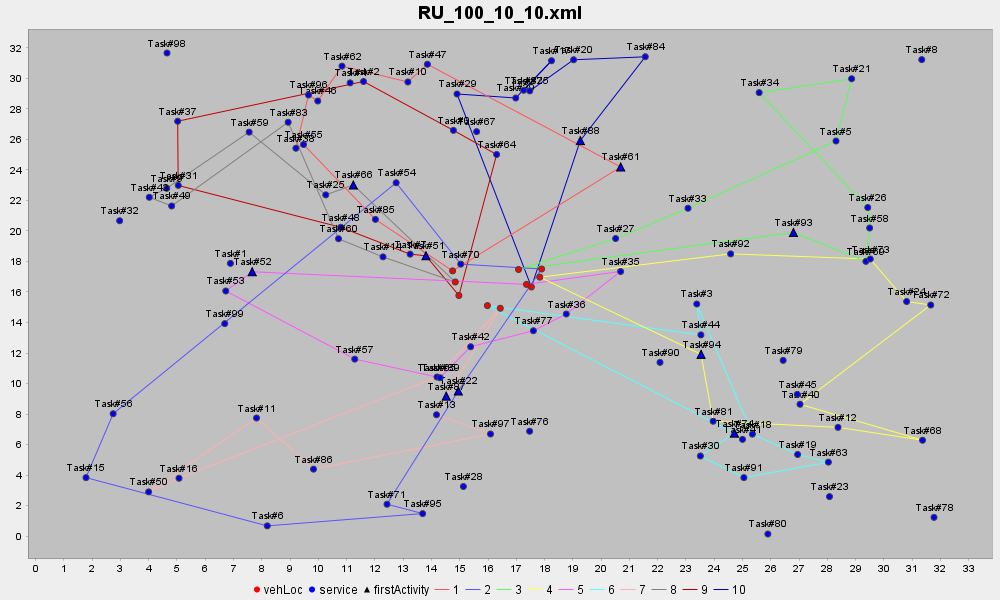 RU_100_10_10.xml
Task#98
Task#62
Task#47
Task#20
Task#84
Task#8
Task#2
Task#10
Task#21
Task#29
Task#34
Task#46
Task#37
Task#83
Task#59
Task#67
Task#88
Task#5
Task#55
Task#38
Task#64
Task#61
Task#31
Task#66
Task#54
Task#25
Task#49
Task#26
Task#33
Task#32
Task#85
Task#48
Task#58
Task#60
Task#27
Task#93
Task#51
Task#92
Task#73
Task#1
Task#52
Task#70
Task#35
Task#53
Task#3
Task#24
Task#72
Task#99
Task#36
Task#77
Task#44
Task#42
Task#94
Task#57
Task#90
Task#79
Task#22
Task#45
Task#40
Task#56
Task#11
Task#13
Task#81
Task#97
Task#76
Task#18
Task#12
Task#68
Task#41
Task#30
Task#19
Task#63
Task#86
Task#15
Task#16
Task#91
Task#50
Task#28
Task#71
Task#23
Task#95
Task#6
Task#78
Task#80
32
30
28
26
24
22
20
18
16
14
12
10
8
6
4
2
0
0 1 2 3 4 5 6 7 8 9 10 11 12 13 14 15 16 17 18 19 20 21 22 23 24 25 26 27 28 29 30 31 32 33
vehLoc service firstActivity 1 2 3 4 5 6 7 8 9 10